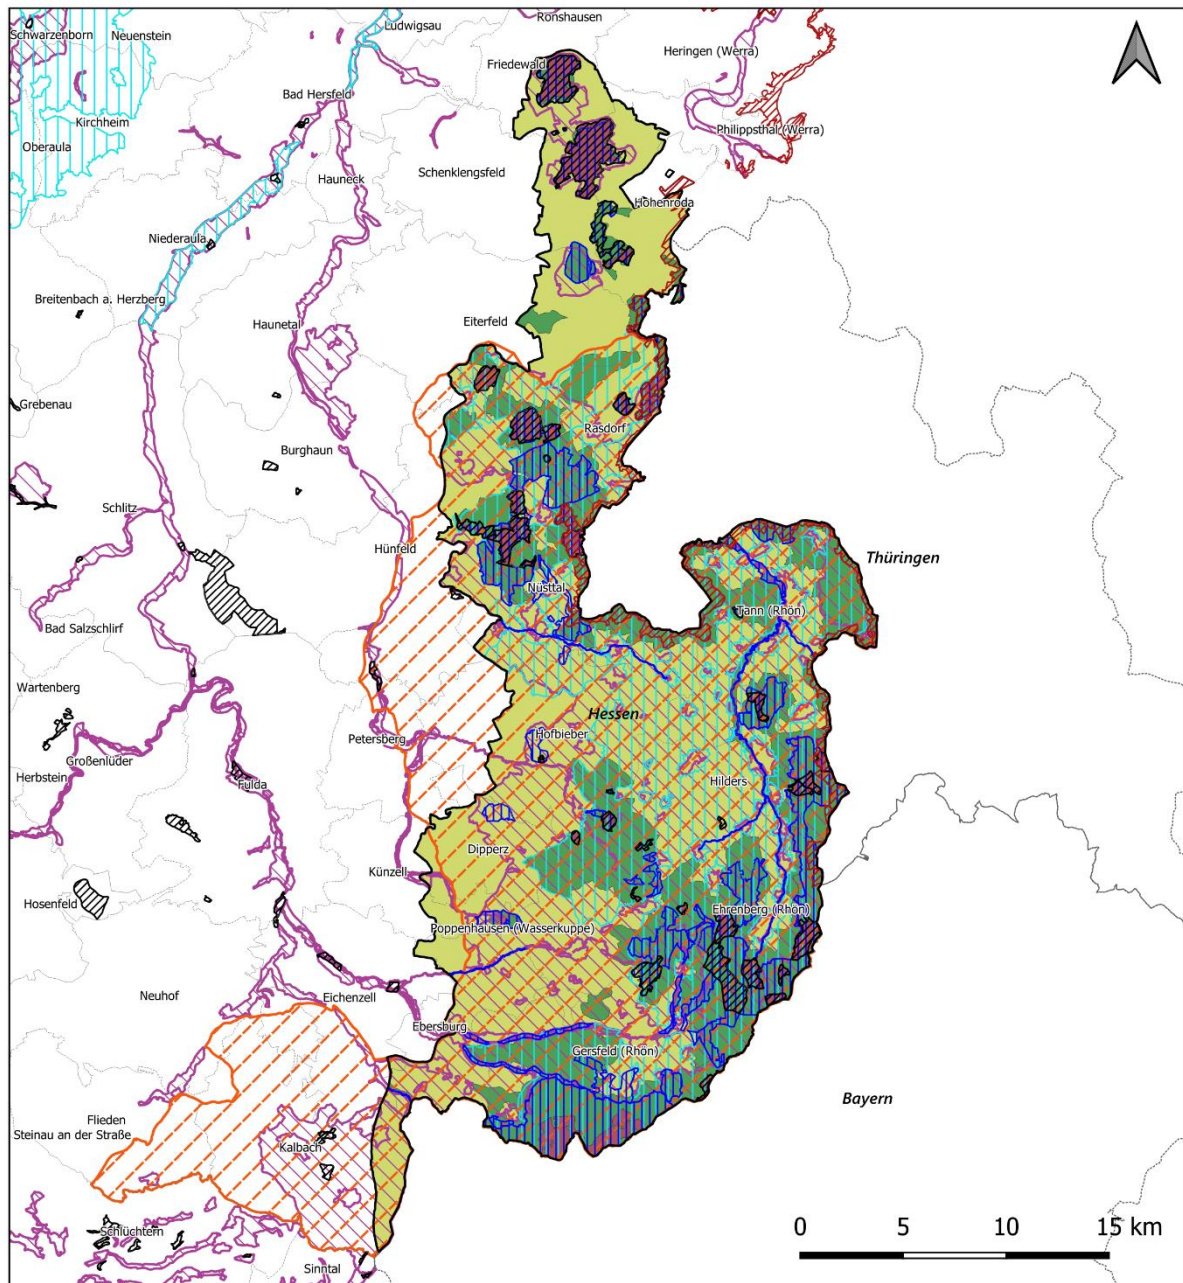 Ronshausen
Ludwigsau
Schwarzenborn
Neuenstein
Heringen (Werra)
Friedewald
Bad Hersfeld
Kirchheim
Philippsthal (Werra)
Oberaula
Schenklengsfeld
Hauneck
Hohenroda
Niederaula
Breitenbach a. Herzberg
Haunetal
Eiterfeld
Grebenau
Rasdorf
Burghaun
Schlitz
Hünfeld
Thüringen
Nüsttal
Tann (Rhön)
Bad Salzschlirf
Wartenberg
Hessen
Hofbieber
Petersberg
Großenlüder
Herbstein
Fulda
Hilders
Dipperz
Künzell
Hosenfeld
Ehrenberg (Rhön)
Poppenhausen (Wasserkuppe)
Neuhof
Eichenzell
Ebersburg
Gersfeld (Rhön)
Bayern
Flieden
Steinau an der Straße
Kalbach
Schlüchtern
Sinntal
0 5 10 15 km